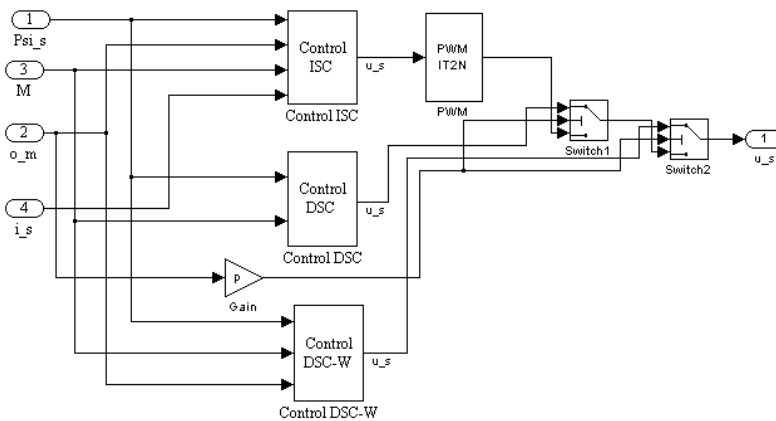 1
Psi_s
3
M
2
o_m
4
i_s
Control
ISC
u_s
Control ISC
PWM
IT2N
PWM
Switch1
Switch2
1
u_s
Control
DSC
u_s
Control DSC
p
Gain
Control
DSC-W
u_s
Control DSC-W